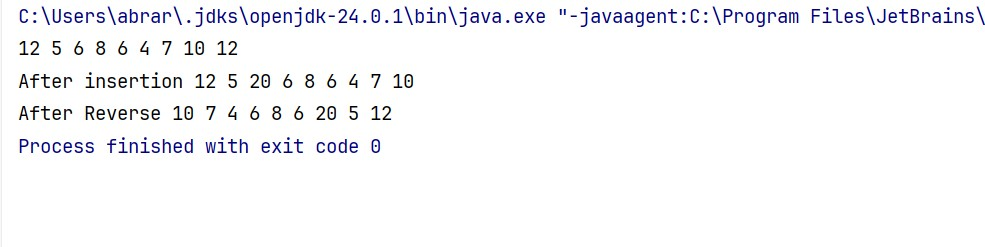 C:\Users\abrar\.jdks\openjdk-24.0.1\bin\java.exe "-javaagent:C:\Program Files\JetBrains\
12 5 6 8 6 4 7 10 12
After insertion 12 5 20 6 8 6 4 7 10
After Reverse 10 7 4 6 8 6 20 5 12
Process finished with exit code 0